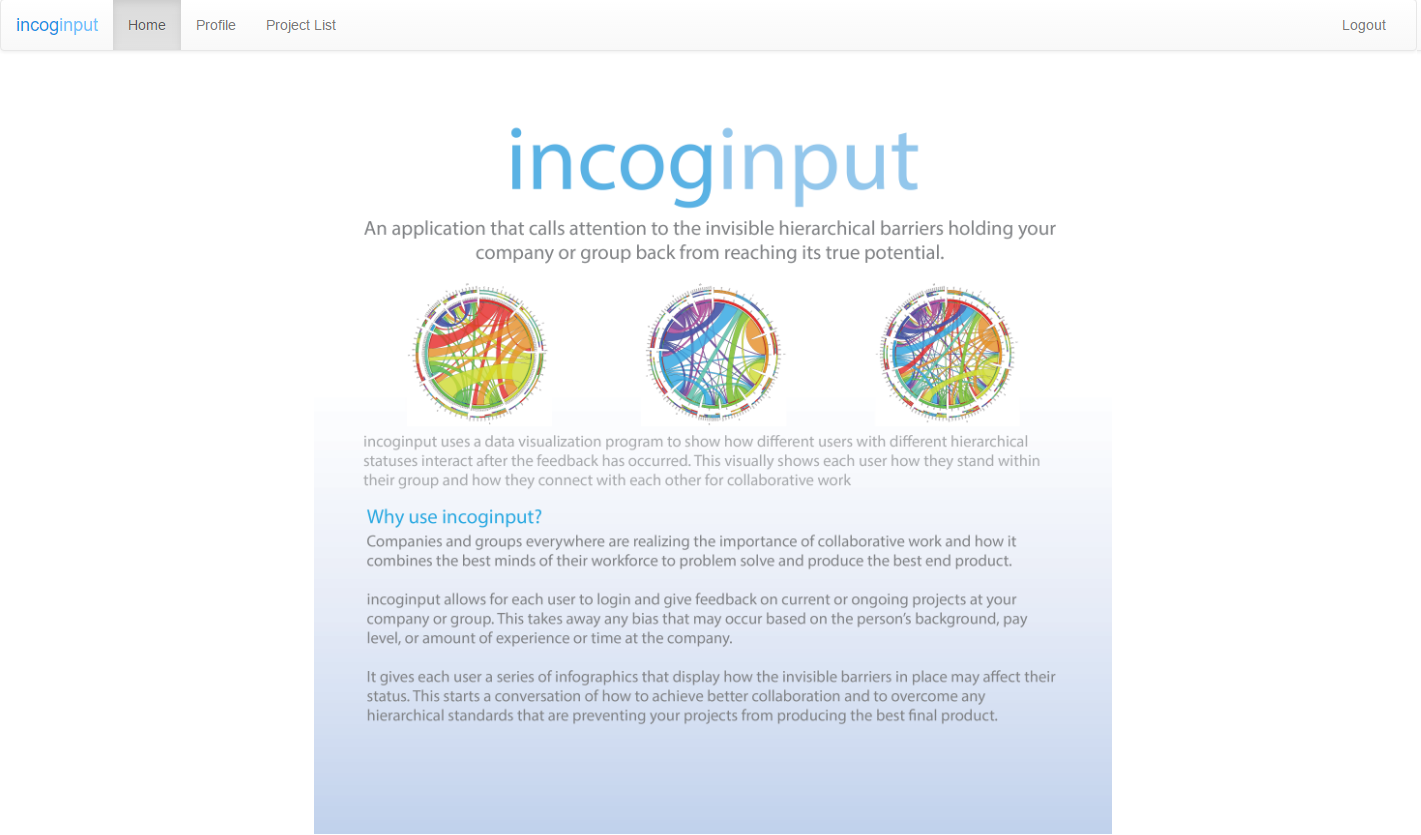 incoginput Home Profile Project List Logout
incoginput
An application that calls attention to the invisible hierarchical barriers holding your
company or group back from reaching its true potential.
incoginput uses a data visualization program to show how different users with different hierarchical
statuses interact after the feedback has occurred. This visually shows each user how they stand within
their group and how they connect with each other for collaborative work
Why use incoginput?
Companies and groups everywhere are realizing the importance of collaborative work and how it
combines the best minds of their workforce to problem solve and produce the best end product.
incoginput allows for each user to login and give feedback on current or ongoing projects at your
company or group. This takes away any bias that may occur based on the person's background, pay
level, or amount of experience or time at the company.
It gives each user a series of infographics that display how the invisible barriers in place may affect their
status. This starts a conversation of how to achieve better collaboration and to overcome any
hierarchical standards that are preventing your projects from producing the best final product.